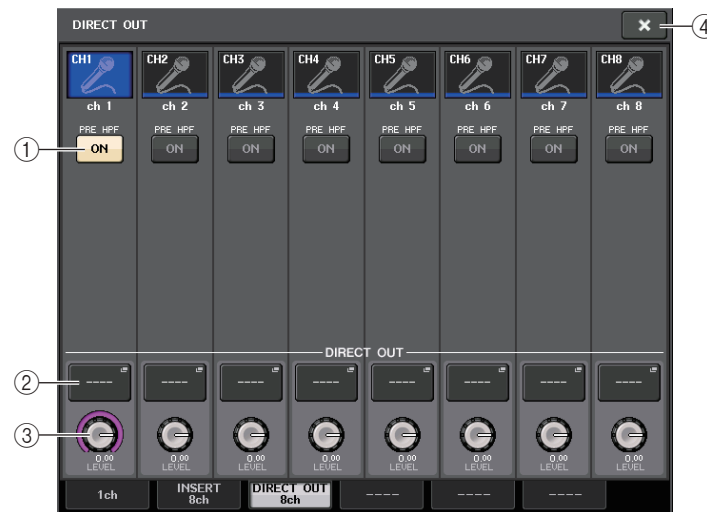 DIRECT OUT
④
CH1 CH2 CH3 CH4 CH5 CH6 CH7 CH8
ch 1 ch 2 ch 3 ch 4 ch 5 ch 6 ch 7 ch 8
PRE HPF PRE HPF PRE HPF PRE HPF PRE HPF PRE HPF PRE HPF PRE HPF
① ON ON ON ON ON ON ON ON
DIRECT OUT
② ---- ---- ---- ---- ---- ---- ---- ----
③
0.00 0.00 0.00 0.00 0.00 0.00 0.00 0.00
LEVEL LEVEL LEVEL LEVEL LEVEL LEVEL LEVEL LEVEL
1ch INSERT 8ch DIRECT OUT 8ch ---- ---- ----